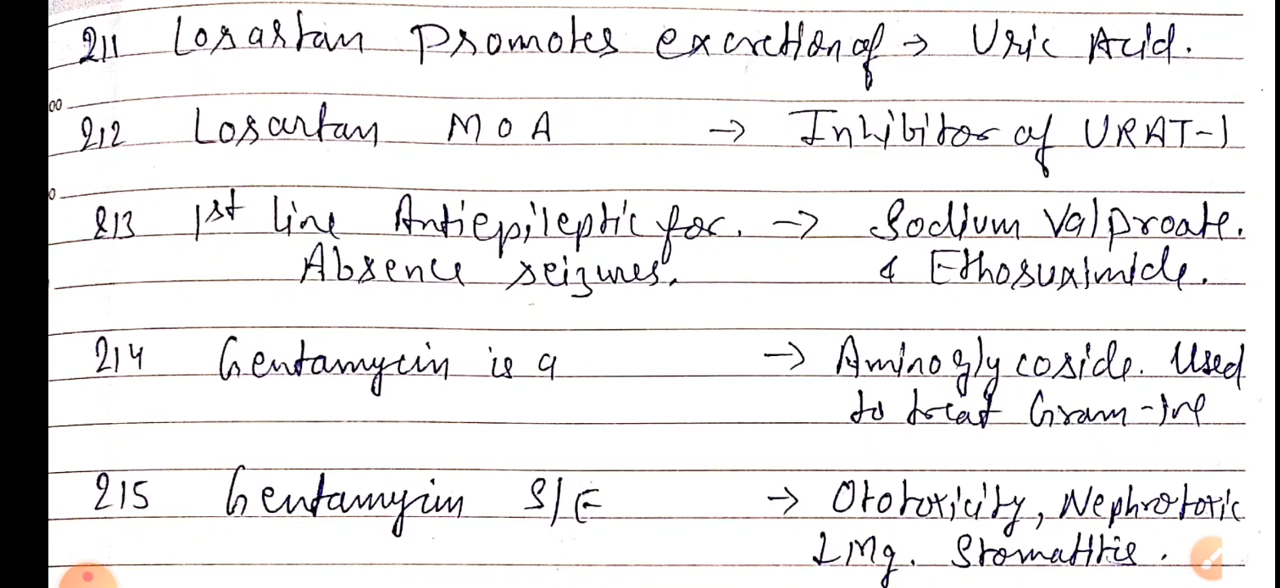 211 Losartan Promotes excretion of → Uric Acid.
00
212 Losartan MOA → Inhibitor of URAT-1
0
213 1st line Antiepileptic for. → Sodium Valproate.
Absence seizures. & Ethosuximide.
214 Gentamycin is a → Aminoglycoside. Used
to treat Gram -ive
215 Gentamycin S/E → Ototoxicity, Nephrotoxic
↓Mg. Stomatitis.